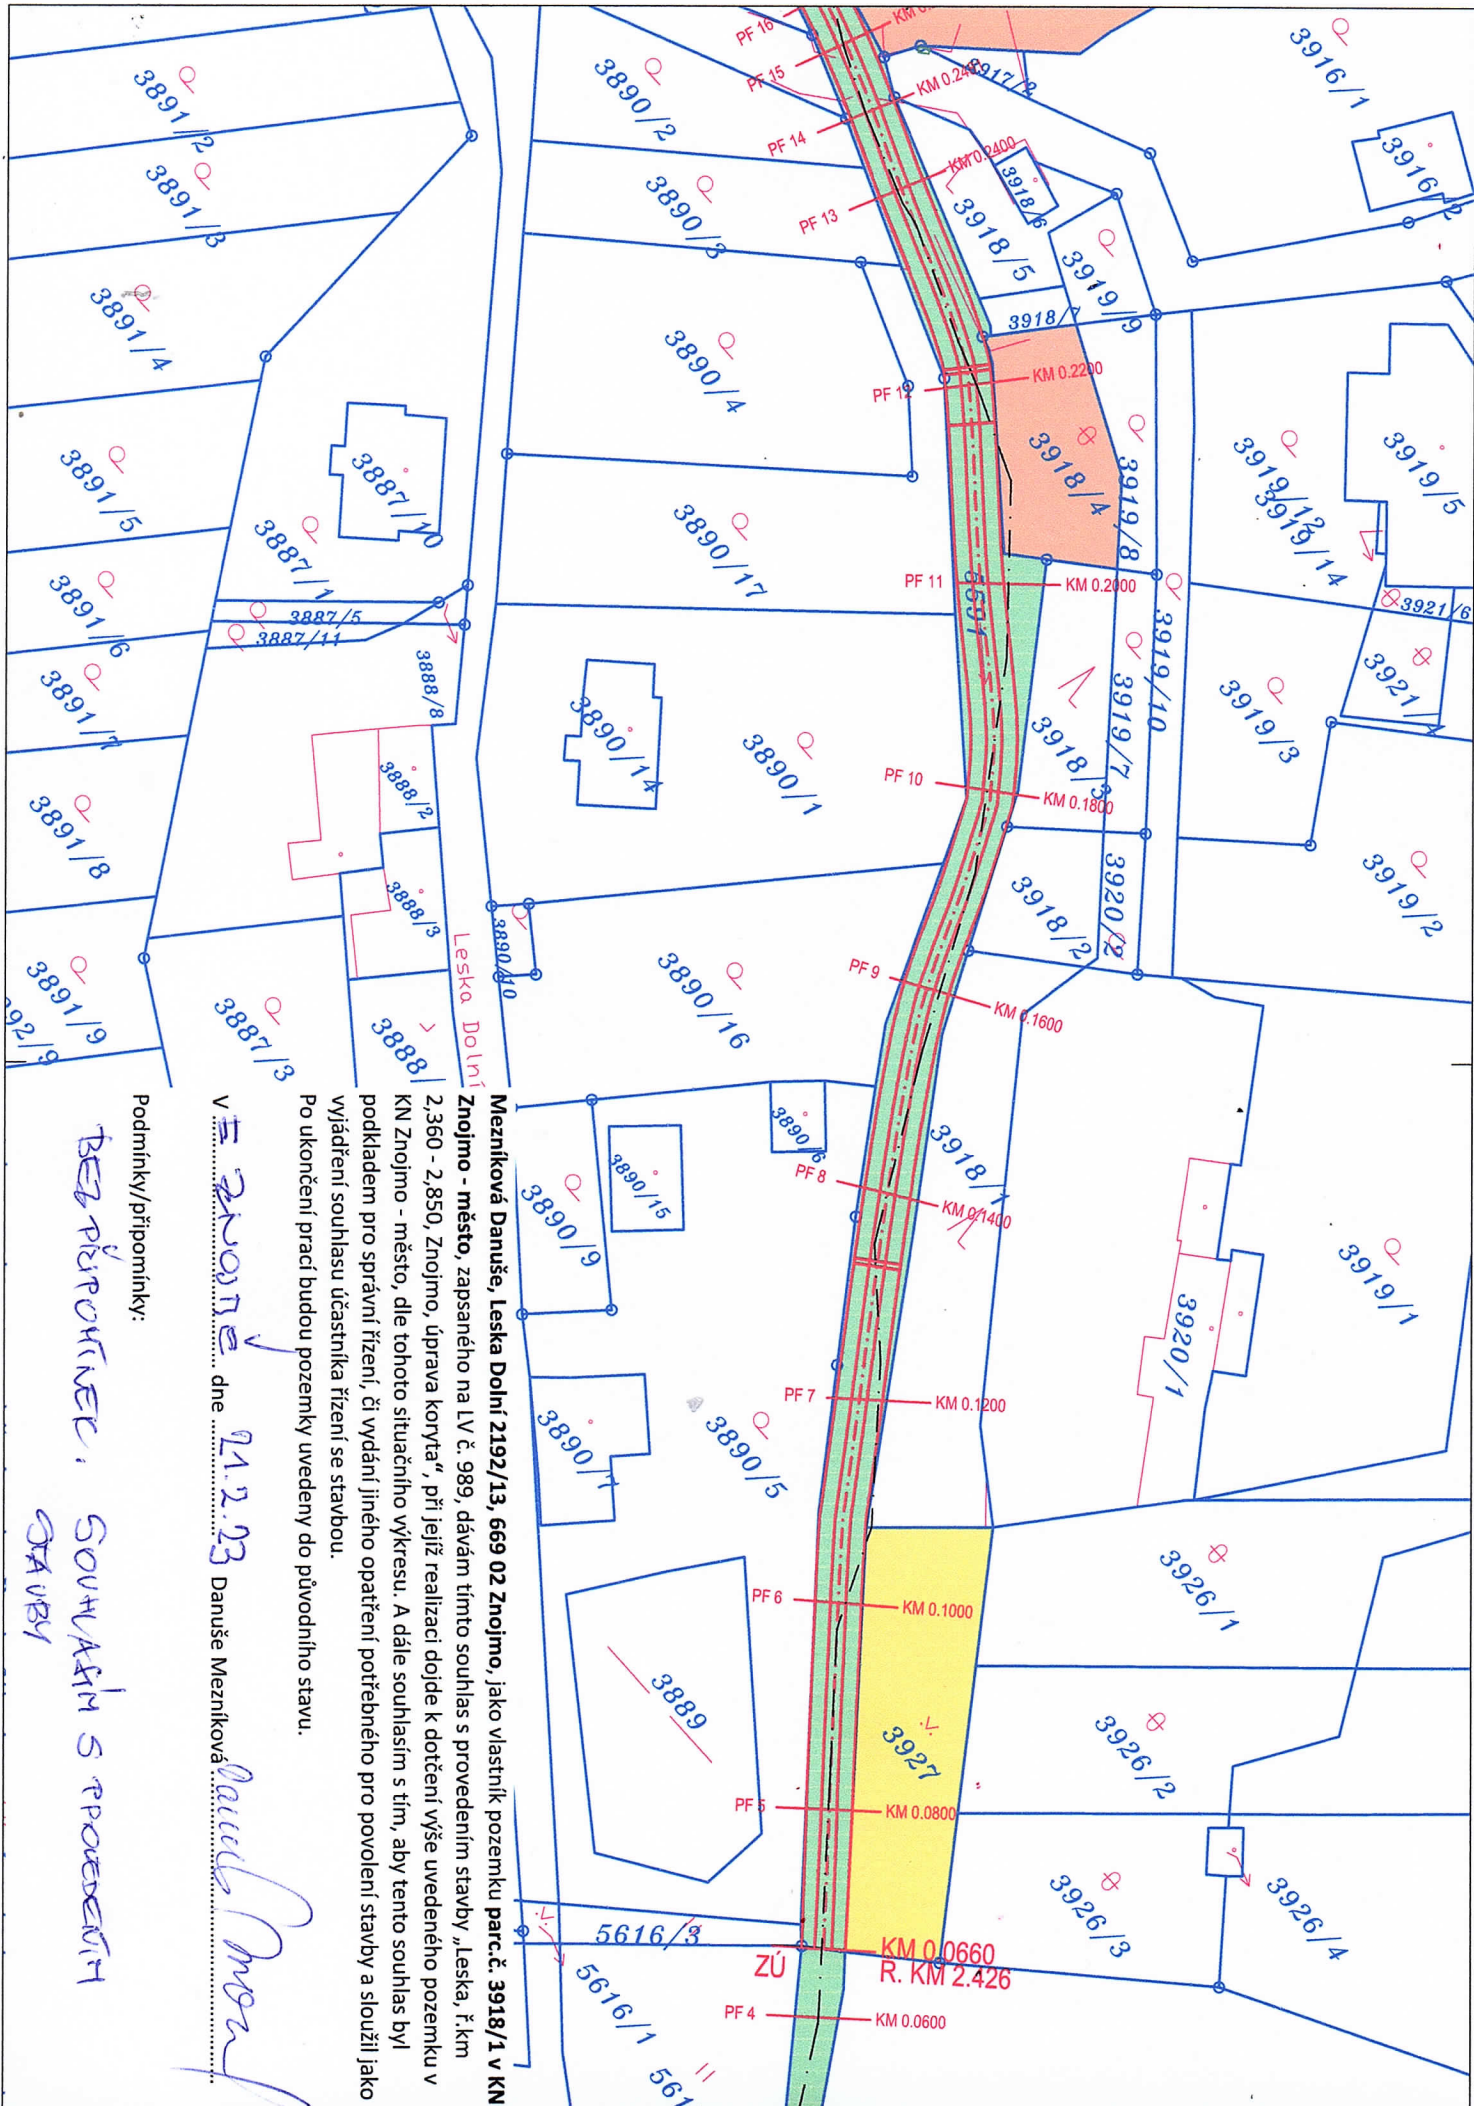 PF 16
PF 15
PF 14
PF 13
PF 12
PF 11
PF 10
PF 9
PF 8
PF 7
PF 6
PF 5
PF 4
KM 0.2400
KM 0.2200
KM 0.2000
KM 0.1800
KM 0.1600
KM 0.1400
KM 0.1200
KM 0.1000
KM 0.0800
KM 0.0660
R. KM 2.426
ZÚ
KM 0.0600
3916/1
3916/2
3917/2
3918/6
3918/5
3919/9
3918/7
3918/4
3919/8
3919/12
3919/14
3919/5
3921/6
3919/10
3919/7
3918/3
3919/3
3919/2
3920/2
3918/2
3918/1
3919/1
3920/1
3926/1
3926/2
3926/3
3926/4
3927
5591
3891/2
3891/3
3891/4
3891/5
3891/6
3891/7
3891/8
3891/9
92/9
3890/2
3890/3
3890/4
3890/17
3890/1
3890/14
3890/16
3890/10
3890/6
3890/15
3890/9
3890/7
3890/5
3889
3887/10
3887/1
3887/5
3887/11
3887/3
3888/8
3888/2
3888/3
3888/
Leska Dolní
5616/3
5616/1
561
Mezníková Danuše, Leska Dolní 2192/13, 669 02 Znojmo, jako vlastník pozemku parc.č. 3918/1 v KN
Znojmo - město, zapsaného na LV č. 989, dávám tímto souhlas s provedením stavby „Leska, ř.km
2,360 - 2,850, Znojmo, úprava koryta“, při jejíž realizaci dojde k dotčení výše uvedeného pozemku v
KN Znojmo - město, dle tohoto situačního výkresu. A dále souhlasím s tím, aby tento souhlas byl
podkladem pro správní řízení, či vydání jiného opatření potřebného pro povolení stavby a sloužil jako
vyjádření souhlasu účastníka řízení se stavbou.
Po ukončení prací budou pozemky uvedeny do původního stavu.
V ZNOJMĚ dne 21.2.23 Danuše Mezníková
Podmínky/připomínky:
BEZ PŘIPOMÍNEK. SOUHLASÍM S PROVEDENÍM
STAVBY